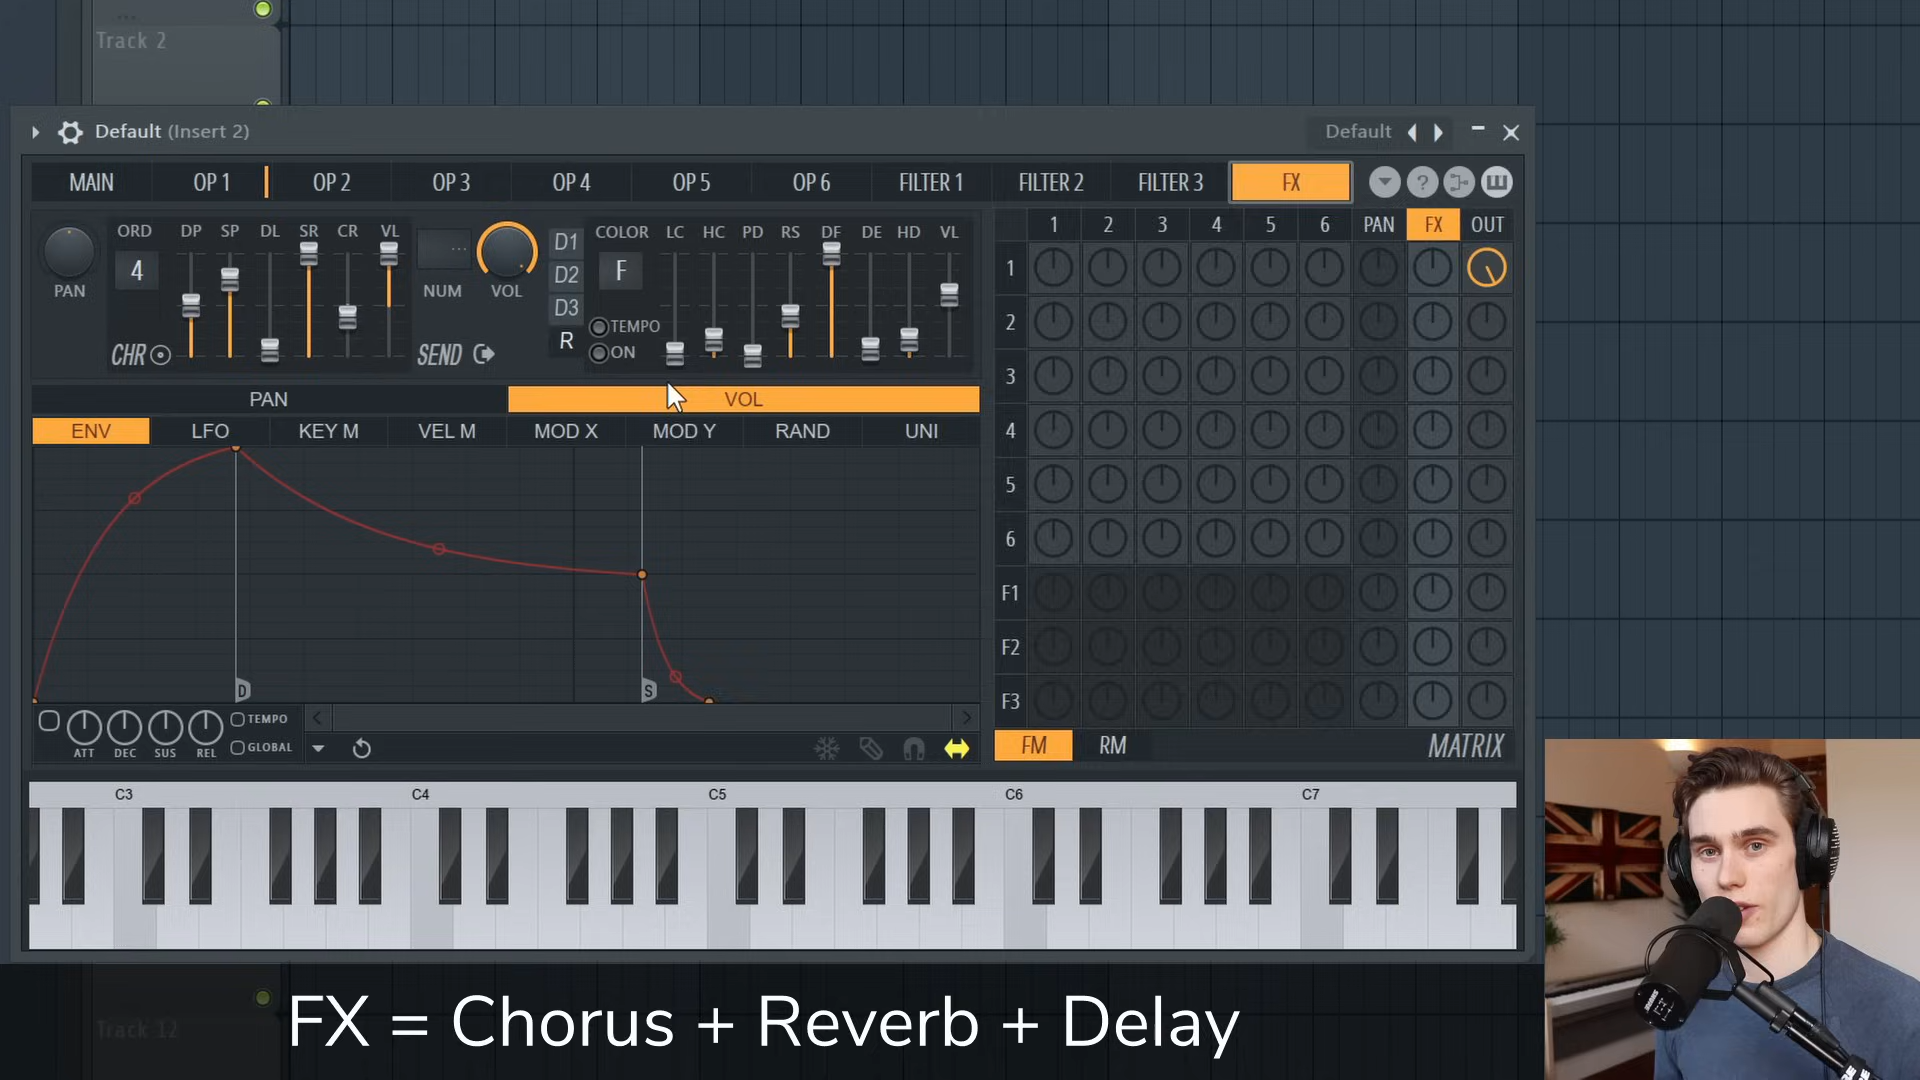 ...
Track 2
Default (Insert 2)
Default
MAIN
OP 1
OP 2
OP 3
OP 4
OP 5
OP 6
FILTER 1
FILTER 2
FILTER 3
FX
?
PAN
ORD
4
DP
SP
DL
SR
CR
VL
CHR
...
NUM
VOL
SEND
D1
D2
D3
R
COLOR
F
TEMPO
ON
LC
HC
PD
RS
DF
DE
HD
VL
1 2 3 4 5 6 PAN FX OUT
1
2
3
4
5
6
F1
F2
F3
FM
RM
MATRIX
PAN
VOL
ENV
LFO
KEY M
VEL M
MOD X
MOD Y
RAND
UNI
D
S
ATT
DEC
SUS
REL
TEMPO
GLOBAL
C3
C4
C5
C6
C7
Track 12
FX = Chorus + Reverb + Delay